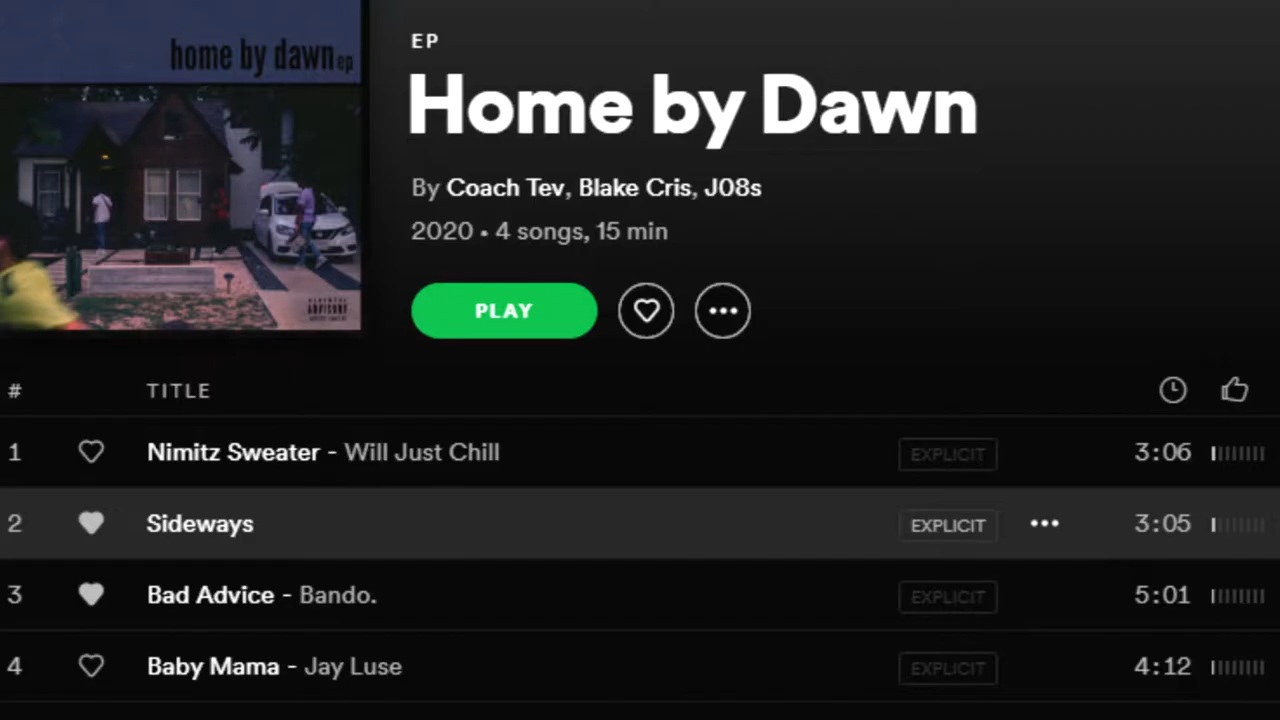 home by dawn ep
EP
Home by Dawn
By Coach Tev, Blake Cris, J08s
2020 • 4 songs, 15 min
PLAY
# TITLE
1 Nimitz Sweater - Will Just Chill EXPLICIT 3:06
2 Sideways EXPLICIT ••• 3:05
3 Bad Advice - Bando. EXPLICIT 5:01
4 Baby Mama - Jay Luse EXPLICIT 4:12